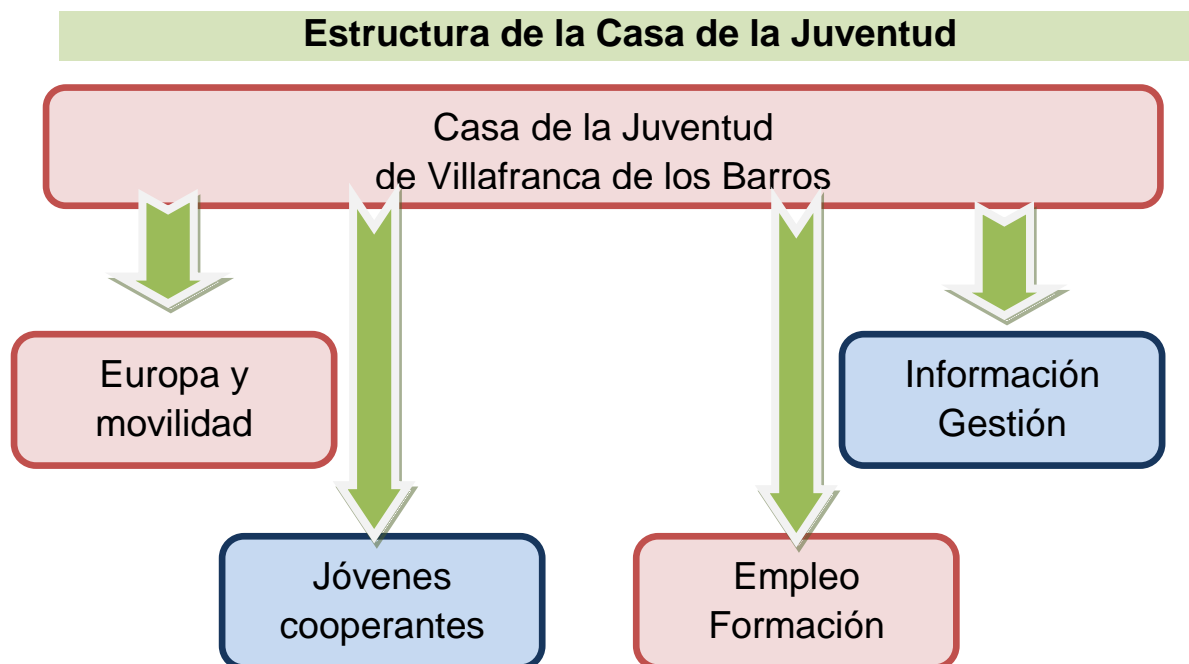 Estructura de la Casa de la Juventud
Casa de la Juventud
de Villafranca de los Barros
Europa y
movilidad
Información
Gestión
Jóvenes
cooperantes
Empleo
Formación